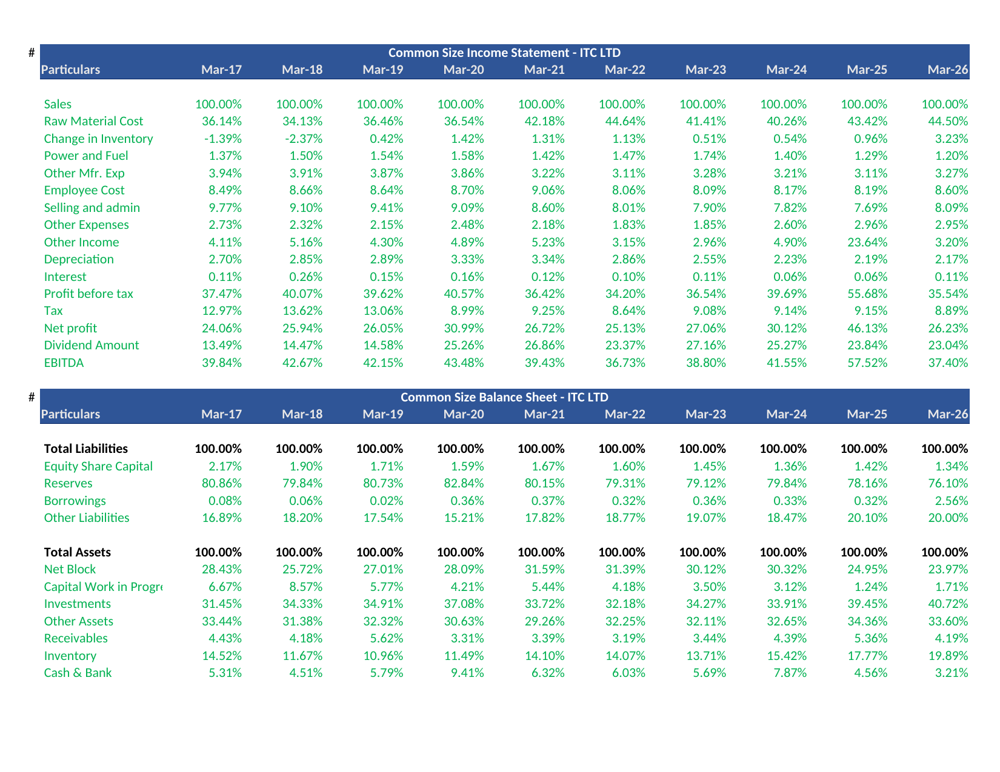 # Common Size Income Statement - ITC LTD
Particulars Mar-17 Mar-18 Mar-19 Mar-20 Mar-21 Mar-22 Mar-23 Mar-24 Mar-25 Mar-26
Sales 100.00% 100.00% 100.00% 100.00% 100.00% 100.00% 100.00% 100.00% 100.00% 100.00%
Raw Material Cost 36.14% 34.13% 36.46% 36.54% 42.18% 44.64% 41.41% 40.26% 43.42% 44.50%
Change in Inventory -1.39% -2.37% 0.42% 1.42% 1.31% 1.13% 0.51% 0.54% 0.96% 3.23%
Power and Fuel 1.37% 1.50% 1.54% 1.58% 1.42% 1.47% 1.74% 1.40% 1.29% 1.20%
Other Mfr. Exp 3.94% 3.91% 3.87% 3.86% 3.22% 3.11% 3.28% 3.21% 3.11% 3.27%
Employee Cost 8.49% 8.66% 8.64% 8.70% 9.06% 8.06% 8.09% 8.17% 8.19% 8.60%
Selling and admin 9.77% 9.10% 9.41% 9.09% 8.60% 8.01% 7.90% 7.82% 7.69% 8.09%
Other Expenses 2.73% 2.32% 2.15% 2.48% 2.18% 1.83% 1.85% 2.60% 2.96% 2.95%
Other Income 4.11% 5.16% 4.30% 4.89% 5.23% 3.15% 2.96% 4.90% 23.64% 3.20%
Depreciation 2.70% 2.85% 2.89% 3.33% 3.34% 2.86% 2.55% 2.23% 2.19% 2.17%
Interest 0.11% 0.26% 0.15% 0.16% 0.12% 0.10% 0.11% 0.06% 0.06% 0.11%
Profit before tax 37.47% 40.07% 39.62% 40.57% 36.42% 34.20% 36.54% 39.69% 55.68% 35.54%
Tax 12.97% 13.62% 13.06% 8.99% 9.25% 8.64% 9.08% 9.14% 9.15% 8.89%
Net profit 24.06% 25.94% 26.05% 30.99% 26.72% 25.13% 27.06% 30.12% 46.13% 26.23%
Dividend Amount 13.49% 14.47% 14.58% 25.26% 26.86% 23.37% 27.16% 25.27% 23.84% 23.04%
EBITDA 39.84% 42.67% 42.15% 43.48% 39.43% 36.73% 38.80% 41.55% 57.52% 37.40%
# Common Size Balance Sheet - ITC LTD
Particulars Mar-17 Mar-18 Mar-19 Mar-20 Mar-21 Mar-22 Mar-23 Mar-24 Mar-25 Mar-26
Total Liabilities 100.00% 100.00% 100.00% 100.00% 100.00% 100.00% 100.00% 100.00% 100.00% 100.00%
Equity Share Capital 2.17% 1.90% 1.71% 1.59% 1.67% 1.60% 1.45% 1.36% 1.42% 1.34%
Reserves 80.86% 79.84% 80.73% 82.84% 80.15% 79.31% 79.12% 79.84% 78.16% 76.10%
Borrowings 0.08% 0.06% 0.02% 0.36% 0.37% 0.32% 0.36% 0.33% 0.32% 2.56%
Other Liabilities 16.89% 18.20% 17.54% 15.21% 17.82% 18.77% 19.07% 18.47% 20.10% 20.00%
Total Assets 100.00% 100.00% 100.00% 100.00% 100.00% 100.00% 100.00% 100.00% 100.00% 100.00%
Net Block 28.43% 25.72% 27.01% 28.09% 31.59% 31.39% 30.12% 30.32% 24.95% 23.97%
Capital Work in Progre 6.67% 8.57% 5.77% 4.21% 5.44% 4.18% 3.50% 3.12% 1.24% 1.71%
Investments 31.45% 34.33% 34.91% 37.08% 33.72% 32.18% 34.27% 33.91% 39.45% 40.72%
Other Assets 33.44% 31.38% 32.32% 30.63% 29.26% 32.25% 32.11% 32.65% 34.36% 33.60%
Receivables 4.43% 4.18% 5.62% 3.31% 3.39% 3.19% 3.44% 4.39% 5.36% 4.19%
Inventory 14.52% 11.67% 10.96% 11.49% 14.10% 14.07% 13.71% 15.42% 17.77% 19.89%
Cash & Bank 5.31% 4.51% 5.79% 9.41% 6.32% 6.03% 5.69% 7.87% 4.56% 3.21%